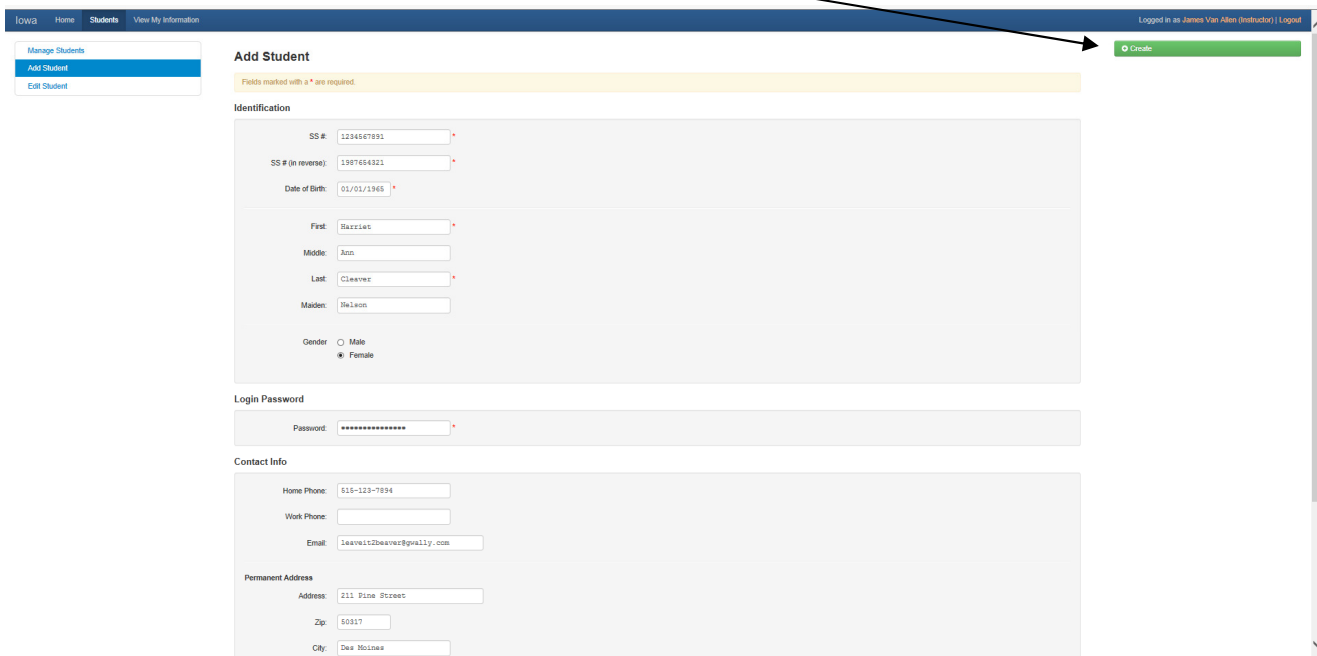 Iowa Home Students View My Information Logged in as James Van Allen (Instructor) | Logout
Manage Students
Add Student
Edit Student
Add Student
Create
Fields marked with a * are required.
Identification
SS #: 1234567891 *
SS # (in reverse): 1987654321 *
Date of Birth: 01/01/1965 *
First: Harriet *
Middle: Ann
Last: Cleaver *
Maiden: Nelson
Gender Male
Female
Login Password
Password: ••••••••••••••• *
Contact Info
Home Phone: 515-123-7894
Work Phone:
Email: leaveit2beaver@gwally.com
Permanent Address
Address: 211 Pine Street
Zip: 50317
City: Des Moines